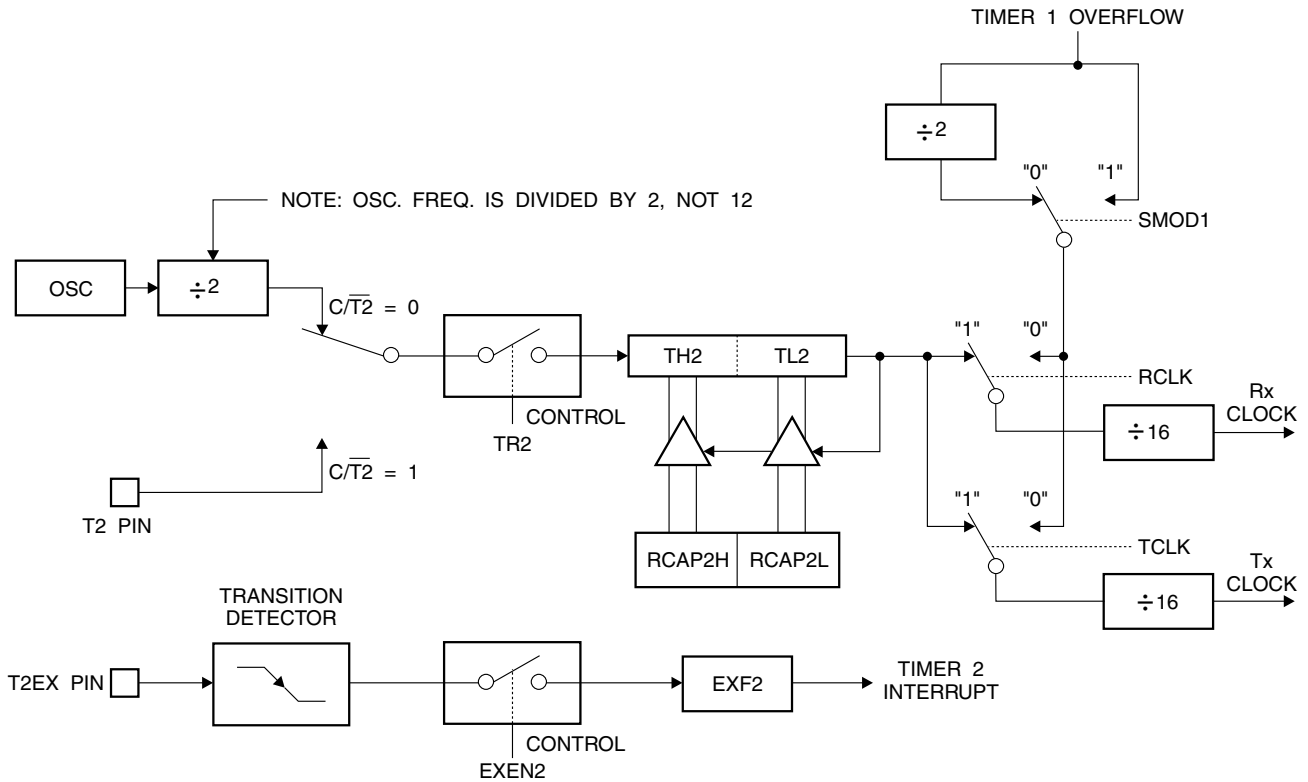 TIMER 1 OVERFLOW
÷2
"0" "1"
NOTE: OSC. FREQ. IS DIVIDED BY 2, NOT 12
SMOD1
OSC
÷2
C/T̅2̅ = 0
"1" "0"
TH2 TL2
RCLK
Rx
CLOCK
CONTROL
÷16
TR2
C/T̅2̅ = 1
"1" "0"
T2 PIN
TCLK
RCAP2H RCAP2L
Tx
CLOCK
TRANSITION
DETECTOR
÷16
T2EX PIN
EXF2
TIMER 2
INTERRUPT
CONTROL
EXEN2